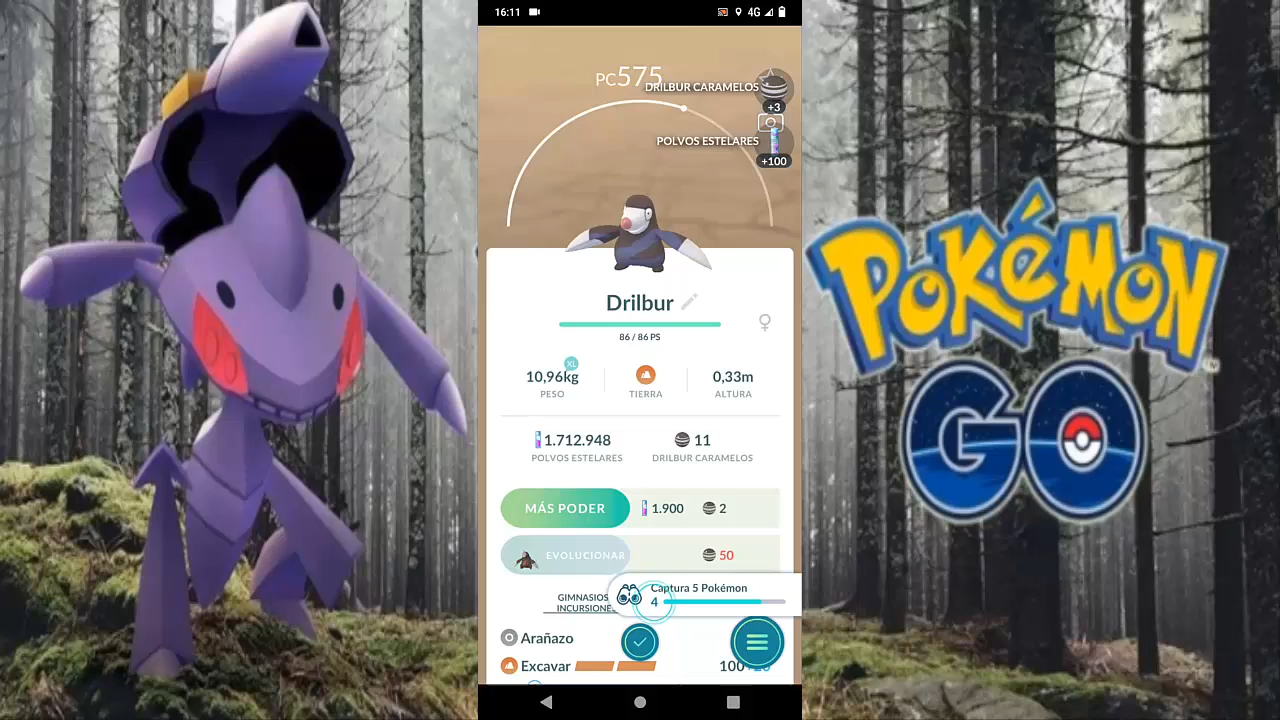 16:11
4G
PC575
DRILBUR CARAMELOS
+3
POLVOS ESTELARES
+100
Drilbur
86 / 86 PS
XL
10,96kg
PESO
TIERRA
0,33m
ALTURA
1.712.948
POLVOS ESTELARES
11
DRILBUR CARAMELOS
MÁS PODER
1.900
2
EVOLUCIONAR
50
Captura 5 Pokémon
4
GIMNASIOS
INCURSIONE
Arañazo
Excavar
100
POKéMON
GO